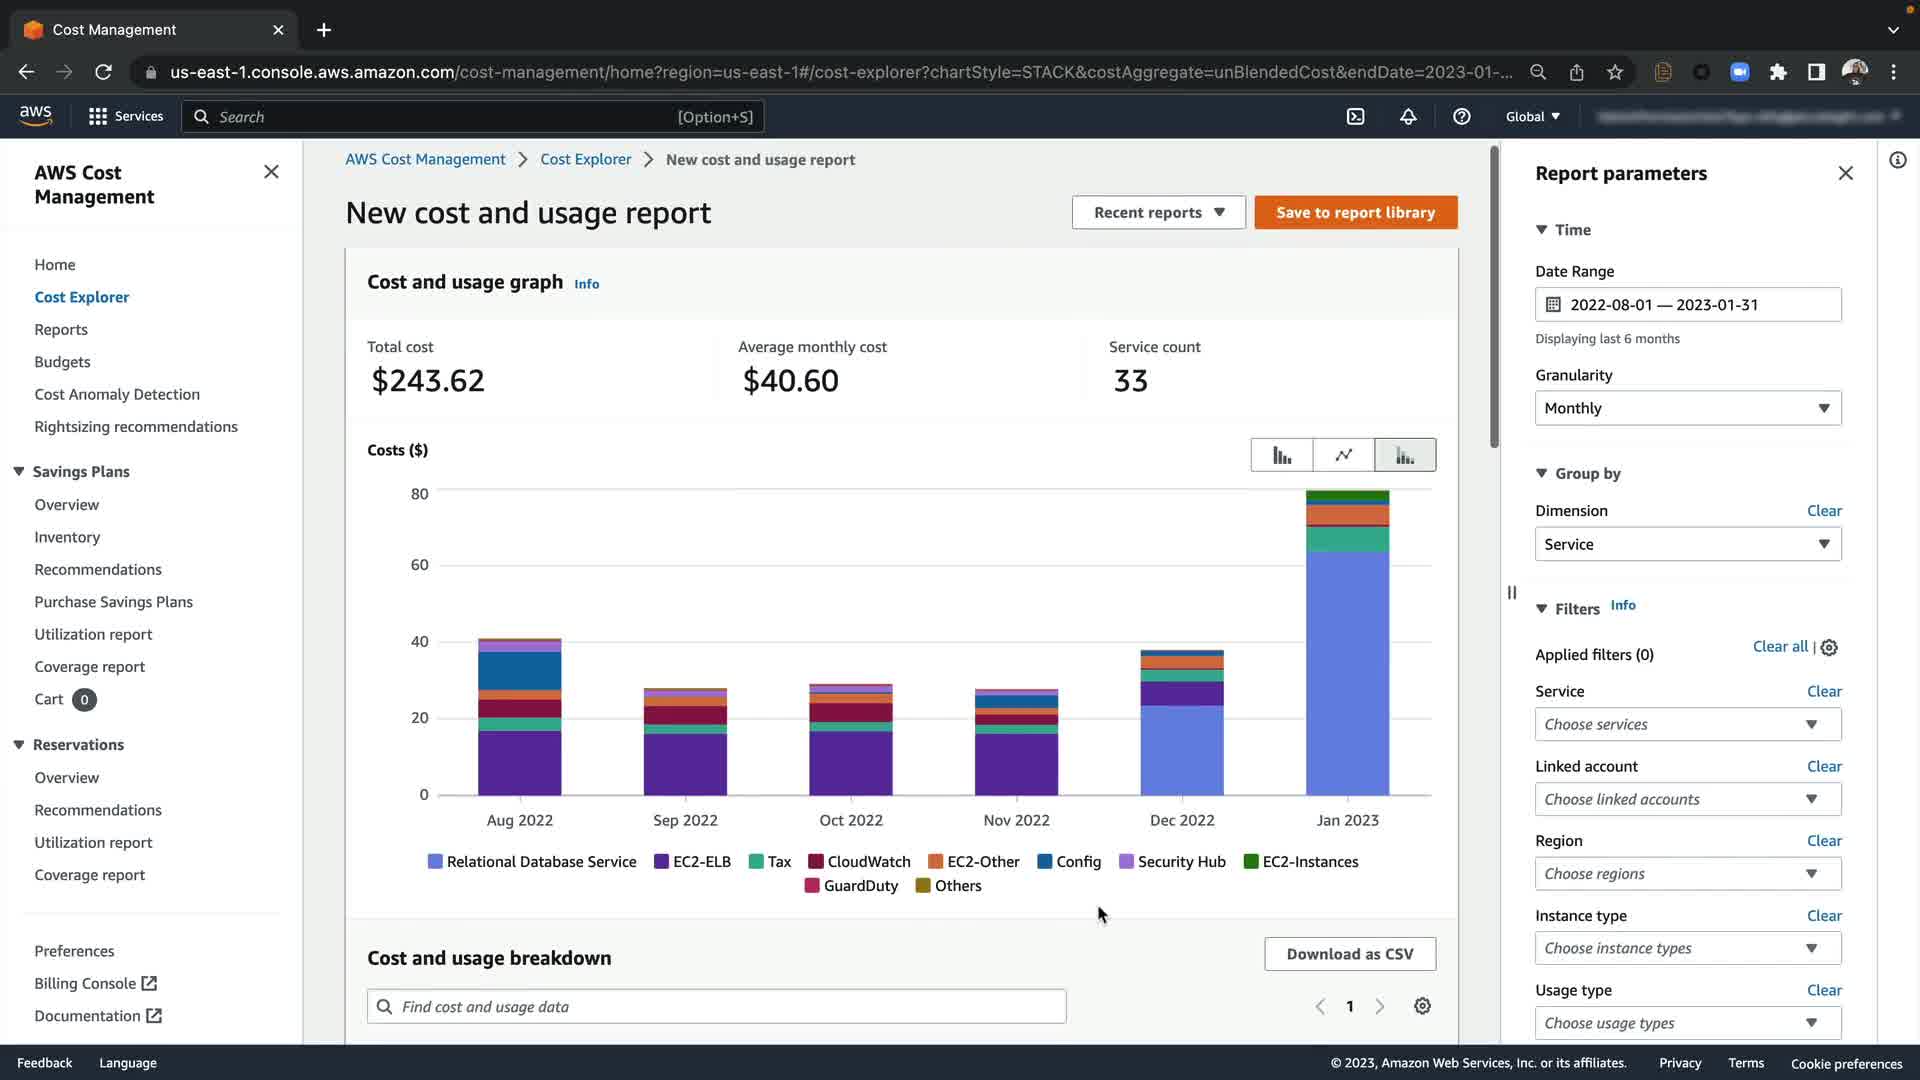 Cost Management
us-east-1.console.aws.amazon.com/cost-management/home?region=us-east-1#/cost-explorer?chartStyle=STACK&costAggregate=unBlendedCost&endDate=2023-01-...
aws
Services
Search
[Option+S]
Global
AWS Cost Management
Home
Cost Explorer
Reports
Budgets
Cost Anomaly Detection
Rightsizing recommendations
Savings Plans
Overview
Inventory
Recommendations
Purchase Savings Plans
Utilization report
Coverage report
Cart 0
Reservations
Overview
Recommendations
Utilization report
Coverage report
Preferences
Billing Console
Documentation
AWS Cost Management > Cost Explorer > New cost and usage report
New cost and usage report
Recent reports
Save to report library
Cost and usage graph Info
Total cost
$243.62
Average monthly cost
$40.60
Service count
33
Costs ($)
80
60
40
20
0
Aug 2022 Sep 2022 Oct 2022 Nov 2022 Dec 2022 Jan 2023
Relational Database Service EC2-ELB Tax CloudWatch EC2-Other Config Security Hub EC2-Instances
GuardDuty Others
Cost and usage breakdown
Download as CSV
Find cost and usage data
1
Report parameters
Time
Date Range
2022-08-01 — 2023-01-31
Displaying last 6 months
Granularity
Monthly
Group by
Dimension Clear
Service
Filters Info
Applied filters (0) Clear all |
Service Clear
Choose services
Linked account Clear
Choose linked accounts
Region Clear
Choose regions
Instance type Clear
Choose instance types
Usage type Clear
Choose usage types
Feedback Language © 2023, Amazon Web Services, Inc. or its affiliates. Privacy Terms Cookie preferences